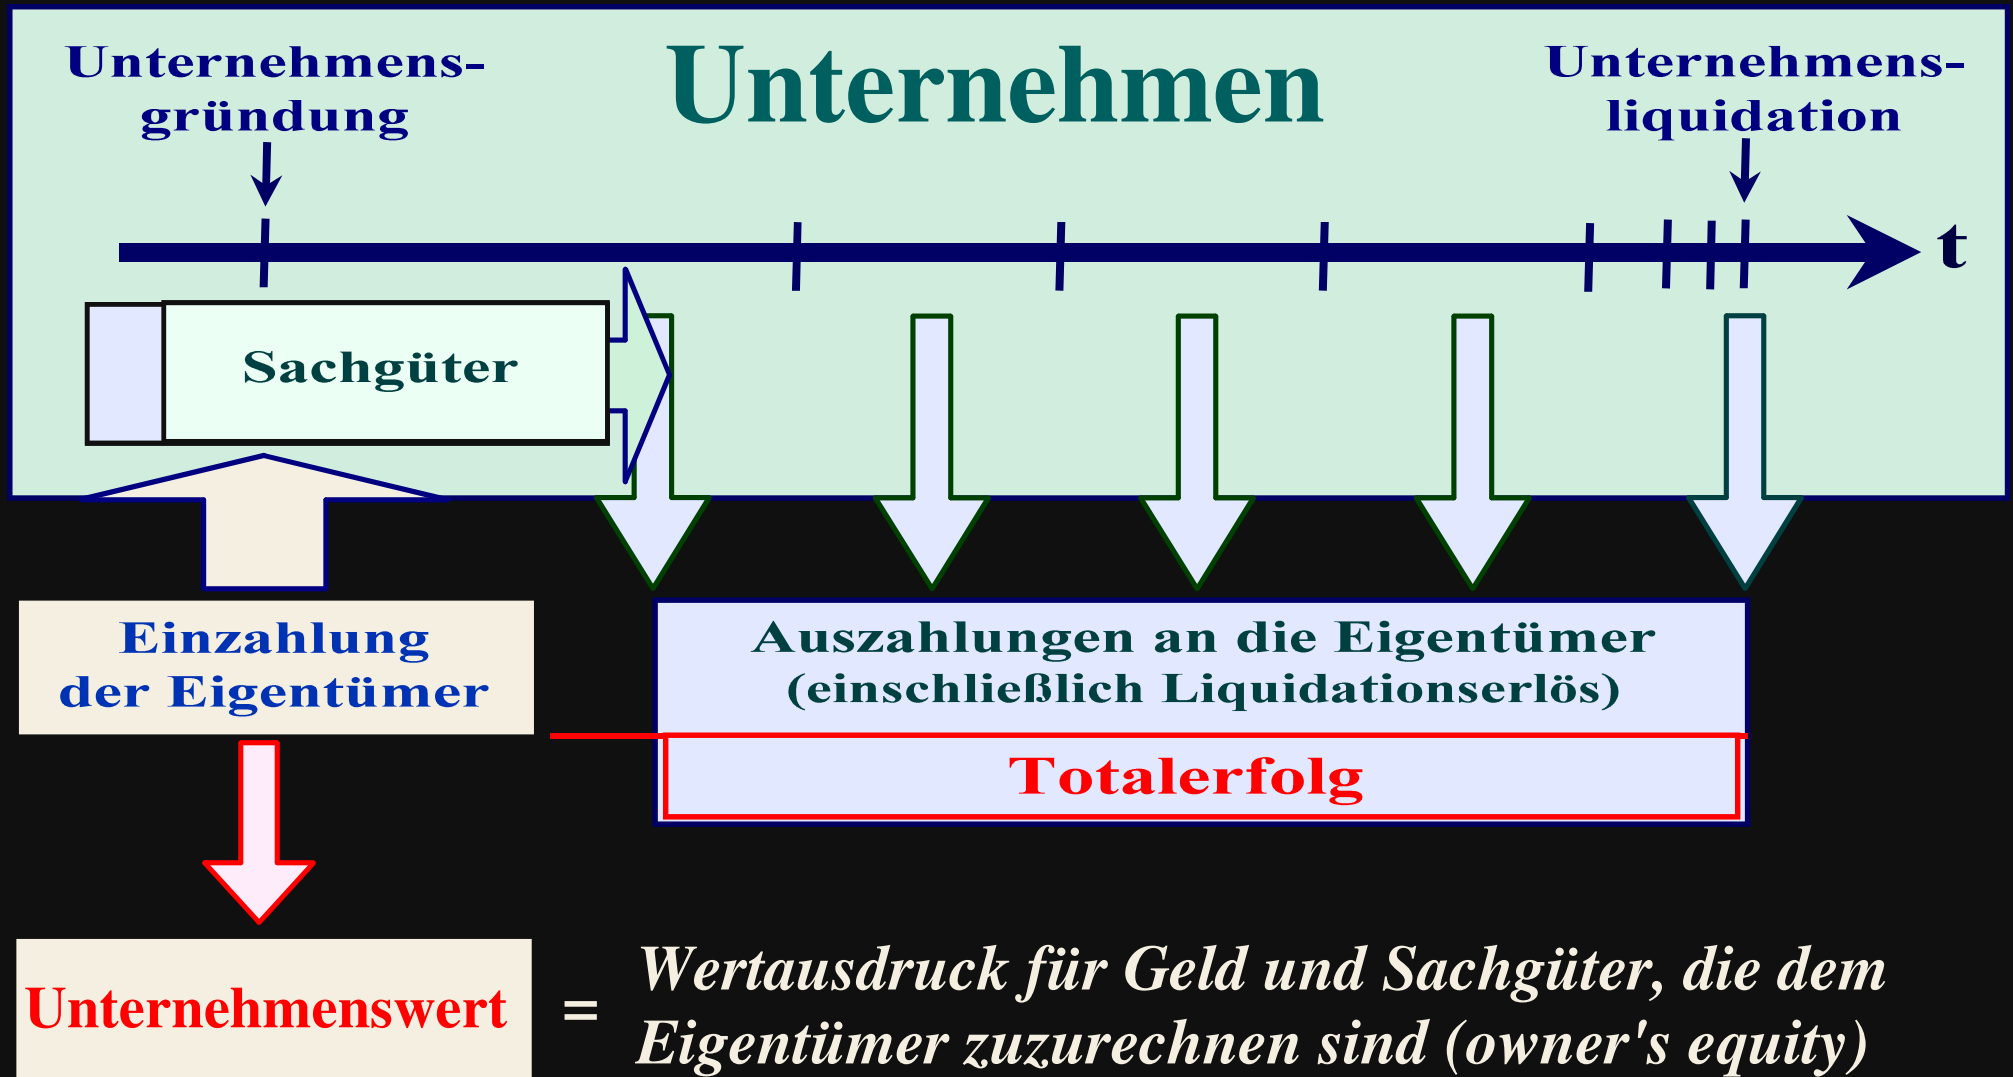 Unternehmens-
gründung
Unternehmen
Unternehmens-
liquidation
t
Sachgüter
Einzahlung
der Eigentümer
Auszahlungen an die Eigentümer
(einschließlich Liquidationserlös)
Totalerfolg
Unternehmenswert
= Wertausdruck für Geld und Sachgüter, die dem
Eigentümer zuzurechnen sind (owner's equity)